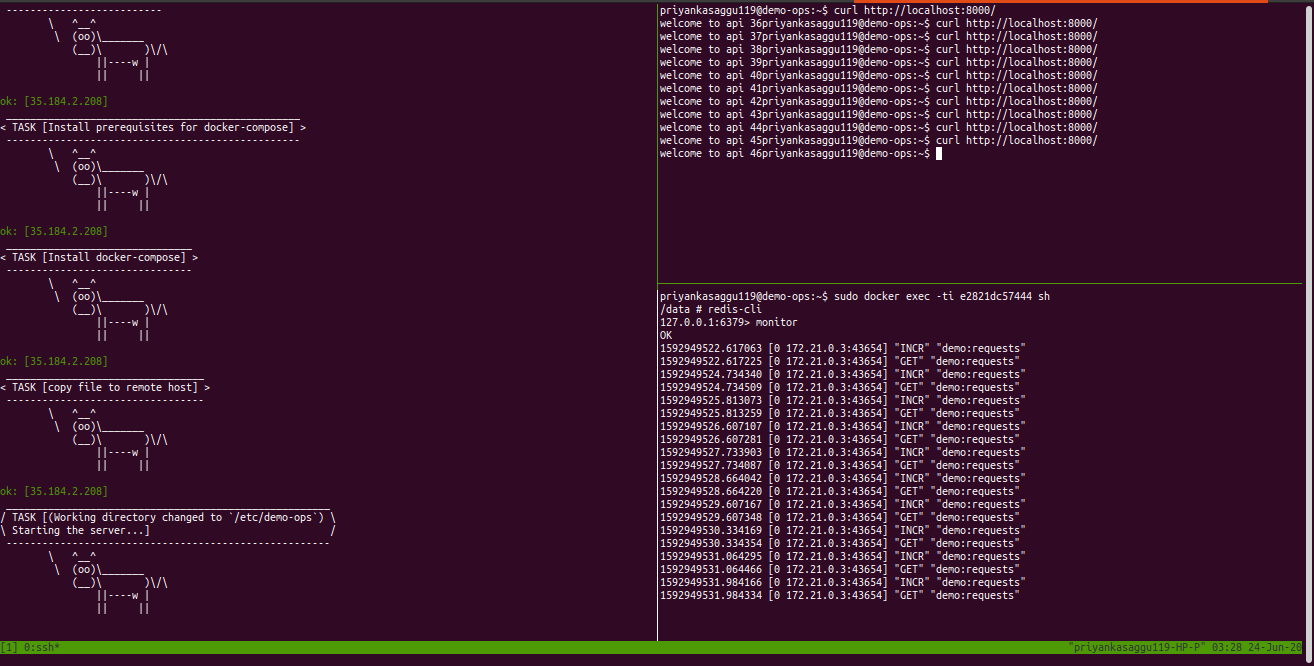 --------------------------
        \   ^__^
         \  (oo)\_______
            (__)\       )\/\
                ||----w |
                ||     ||
ok: [35.184.2.208]
 _________________________________________________
< TASK [Install prerequisites for docker-compose] >
 -------------------------------------------------
        \   ^__^
         \  (oo)\_______
            (__)\       )\/\
                ||----w |
                ||     ||
ok: [35.184.2.208]
 _______________________________
< TASK [Install docker-compose] >
 -------------------------------
        \   ^__^
         \  (oo)\_______
            (__)\       )\/\
                ||----w |
                ||     ||
ok: [35.184.2.208]
 _________________________________
< TASK [copy file to remote host] >
 ---------------------------------
        \   ^__^
         \  (oo)\_______
            (__)\       )\/\
                ||----w |
                ||     ||
ok: [35.184.2.208]
 ______________________________________________________
/ TASK [(Working directory changed to `/etc/demo-ops`) \
\ Starting the server...]                              /
 ------------------------------------------------------
        \   ^__^
         \  (oo)\_______
            (__)\       )\/\
                ||----w |
                ||     ||
priyankasaggu119@demo-ops:~$ curl http://localhost:8000/
welcome to api 36priyankasaggu119@demo-ops:~$ curl http://localhost:8000/
welcome to api 37priyankasaggu119@demo-ops:~$ curl http://localhost:8000/
welcome to api 38priyankasaggu119@demo-ops:~$ curl http://localhost:8000/
welcome to api 39priyankasaggu119@demo-ops:~$ curl http://localhost:8000/
welcome to api 40priyankasaggu119@demo-ops:~$ curl http://localhost:8000/
welcome to api 41priyankasaggu119@demo-ops:~$ curl http://localhost:8000/
welcome to api 42priyankasaggu119@demo-ops:~$ curl http://localhost:8000/
welcome to api 43priyankasaggu119@demo-ops:~$ curl http://localhost:8000/
welcome to api 44priyankasaggu119@demo-ops:~$ curl http://localhost:8000/
welcome to api 45priyankasaggu119@demo-ops:~$ curl http://localhost:8000/
welcome to api 46priyankasaggu119@demo-ops:~$
priyankasaggu119@demo-ops:~$ sudo docker exec -ti e2821dc57444 sh
/data # redis-cli
127.0.0.1:6379> monitor
OK
1592949522.617063 [0 172.21.0.3:43654] "INCR" "demo:requests"
1592949522.617225 [0 172.21.0.3:43654] "GET" "demo:requests"
1592949524.734340 [0 172.21.0.3:43654] "INCR" "demo:requests"
1592949524.734509 [0 172.21.0.3:43654] "GET" "demo:requests"
1592949525.813073 [0 172.21.0.3:43654] "INCR" "demo:requests"
1592949525.813259 [0 172.21.0.3:43654] "GET" "demo:requests"
1592949526.607107 [0 172.21.0.3:43654] "INCR" "demo:requests"
1592949526.607281 [0 172.21.0.3:43654] "GET" "demo:requests"
1592949527.733903 [0 172.21.0.3:43654] "INCR" "demo:requests"
1592949527.734087 [0 172.21.0.3:43654] "GET" "demo:requests"
1592949528.664042 [0 172.21.0.3:43654] "INCR" "demo:requests"
1592949528.664220 [0 172.21.0.3:43654] "GET" "demo:requests"
1592949529.607167 [0 172.21.0.3:43654] "INCR" "demo:requests"
1592949529.607348 [0 172.21.0.3:43654] "GET" "demo:requests"
1592949530.334169 [0 172.21.0.3:43654] "INCR" "demo:requests"
1592949530.334354 [0 172.21.0.3:43654] "GET" "demo:requests"
1592949531.064295 [0 172.21.0.3:43654] "INCR" "demo:requests"
1592949531.064466 [0 172.21.0.3:43654] "GET" "demo:requests"
1592949531.984166 [0 172.21.0.3:43654] "INCR" "demo:requests"
1592949531.984334 [0 172.21.0.3:43654] "GET" "demo:requests"
[1] 0:ssh* "priyankasaggu119-HP-P" 03:28 24-Jun-20